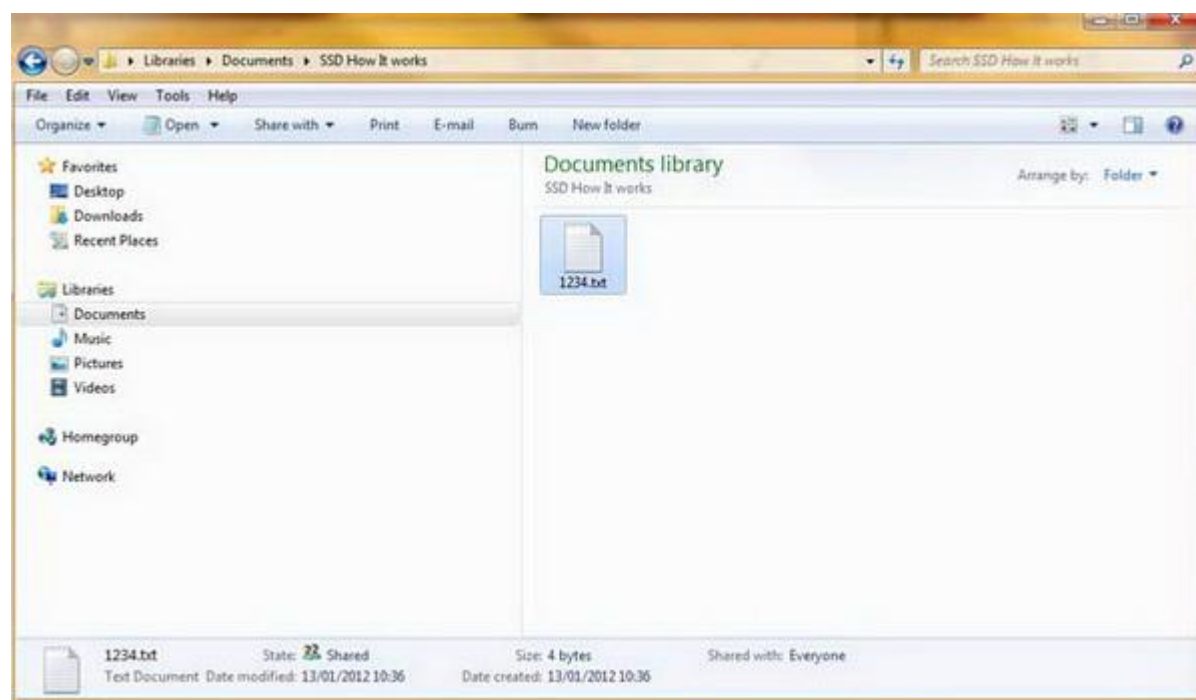 Libraries Documents SSD How It works
Search SSD How It works
File Edit View Tools Help
Organize Open Share with Print E-mail Burn New folder
Favorites
Desktop
Downloads
Recent Places
Libraries
Documents
Music
Pictures
Videos
Homegroup
Network
Documents library
SSD How It works
Arrange by: Folder
1234.txt
1234.txt State: Shared Size: 4 bytes Shared with: Everyone
Text Document Date modified: 13/01/2012 10:36 Date created: 13/01/2012 10:36